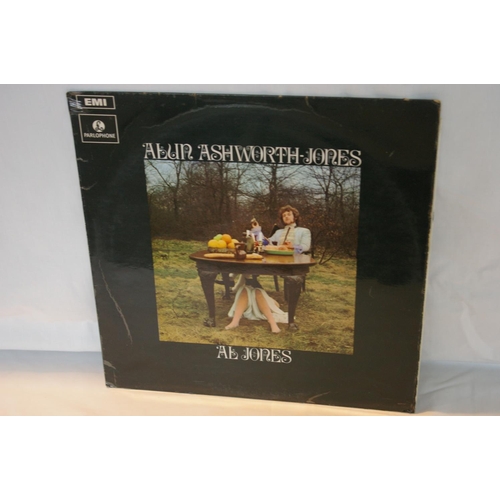 EMI
PARLOPHONE
ALUN ASHWORTH-JONES
AL JONES